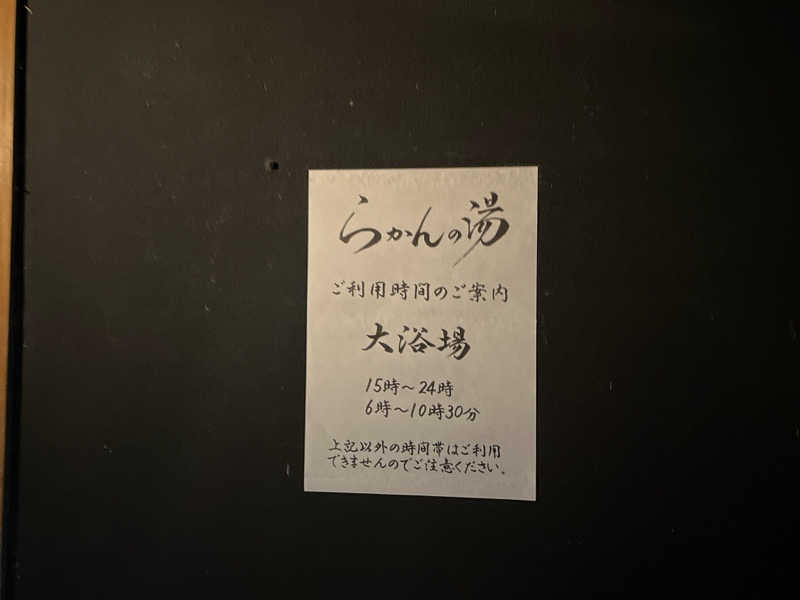 らかんの湯
ご利用時間のご案内
大浴場
15時～24時
6時～10時30分
上記以外の時間帯はご利用
できませんのでご注意ください。